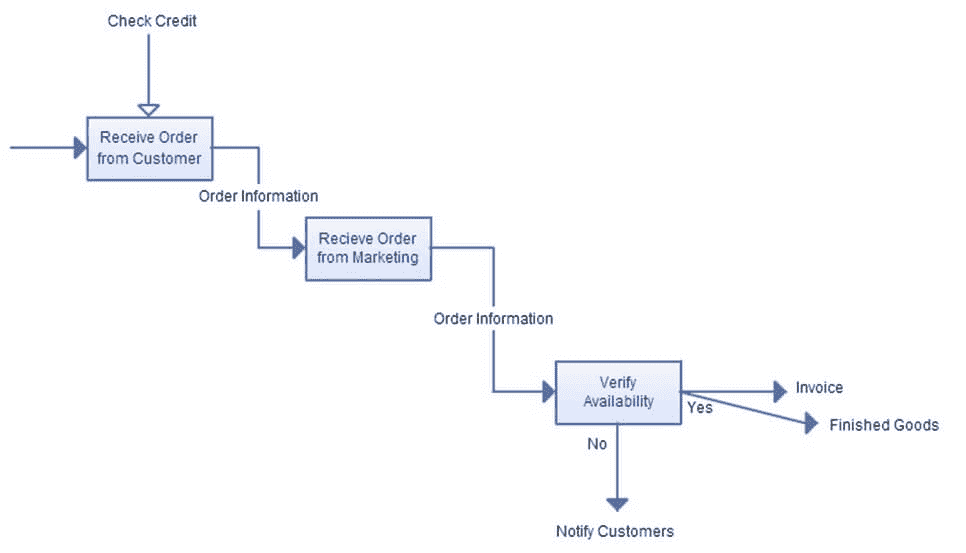 Check Credit
Receive Order
from Customer
Order Information
Recieve Order
from Marketing
Order Information
Verify
Availability
Invoice
Yes
Finished Goods
No
Notify Customers